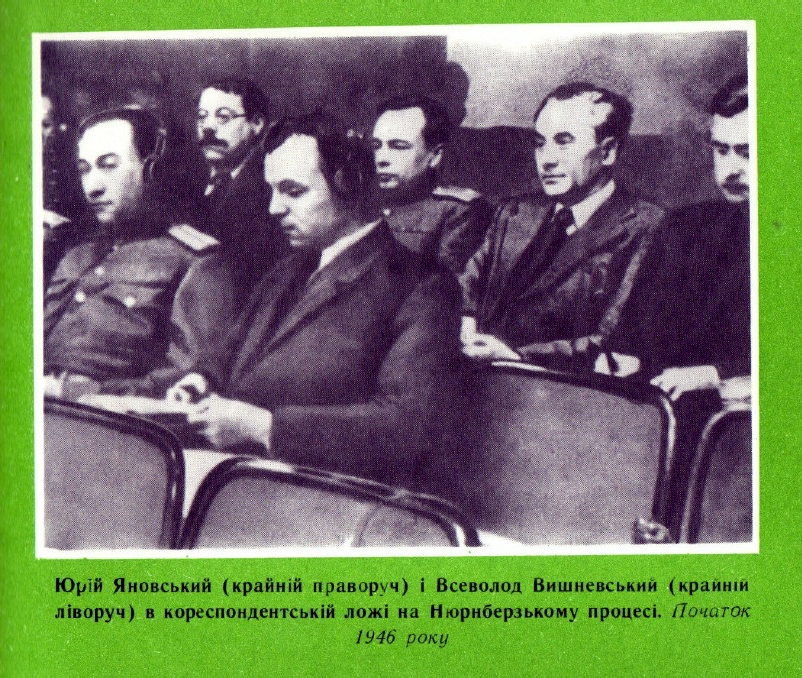 Юрій Яновський (крайній праворуч) і Всеволод Вишневський (крайній
ліворуч) в кореспондентській ложі на Нюрнберзькому процесі. Початок
1946 року